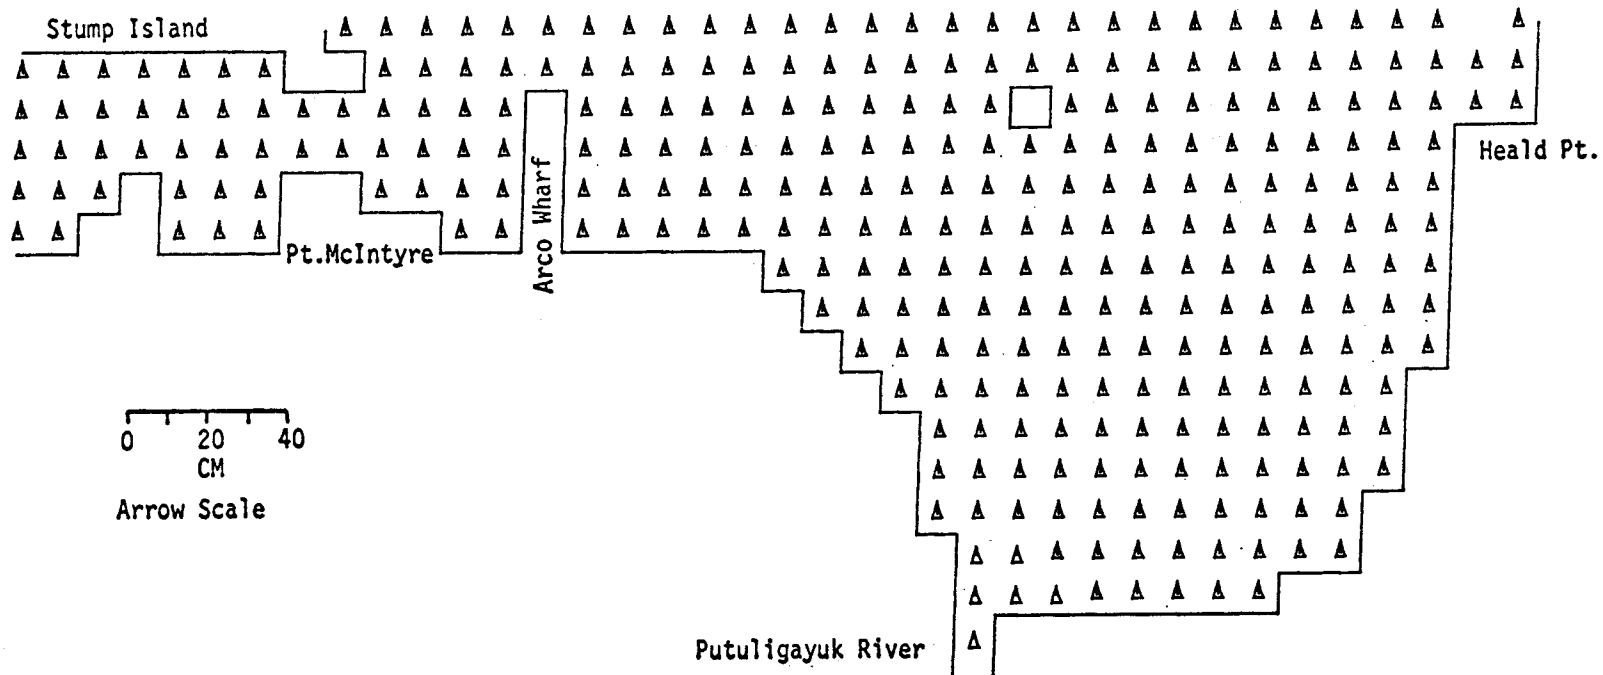 Stump Island
Heald Pt.
Arco Wharf
Pt.McIntyre
0 20 40
CM
Arrow Scale
Putuligayuk River